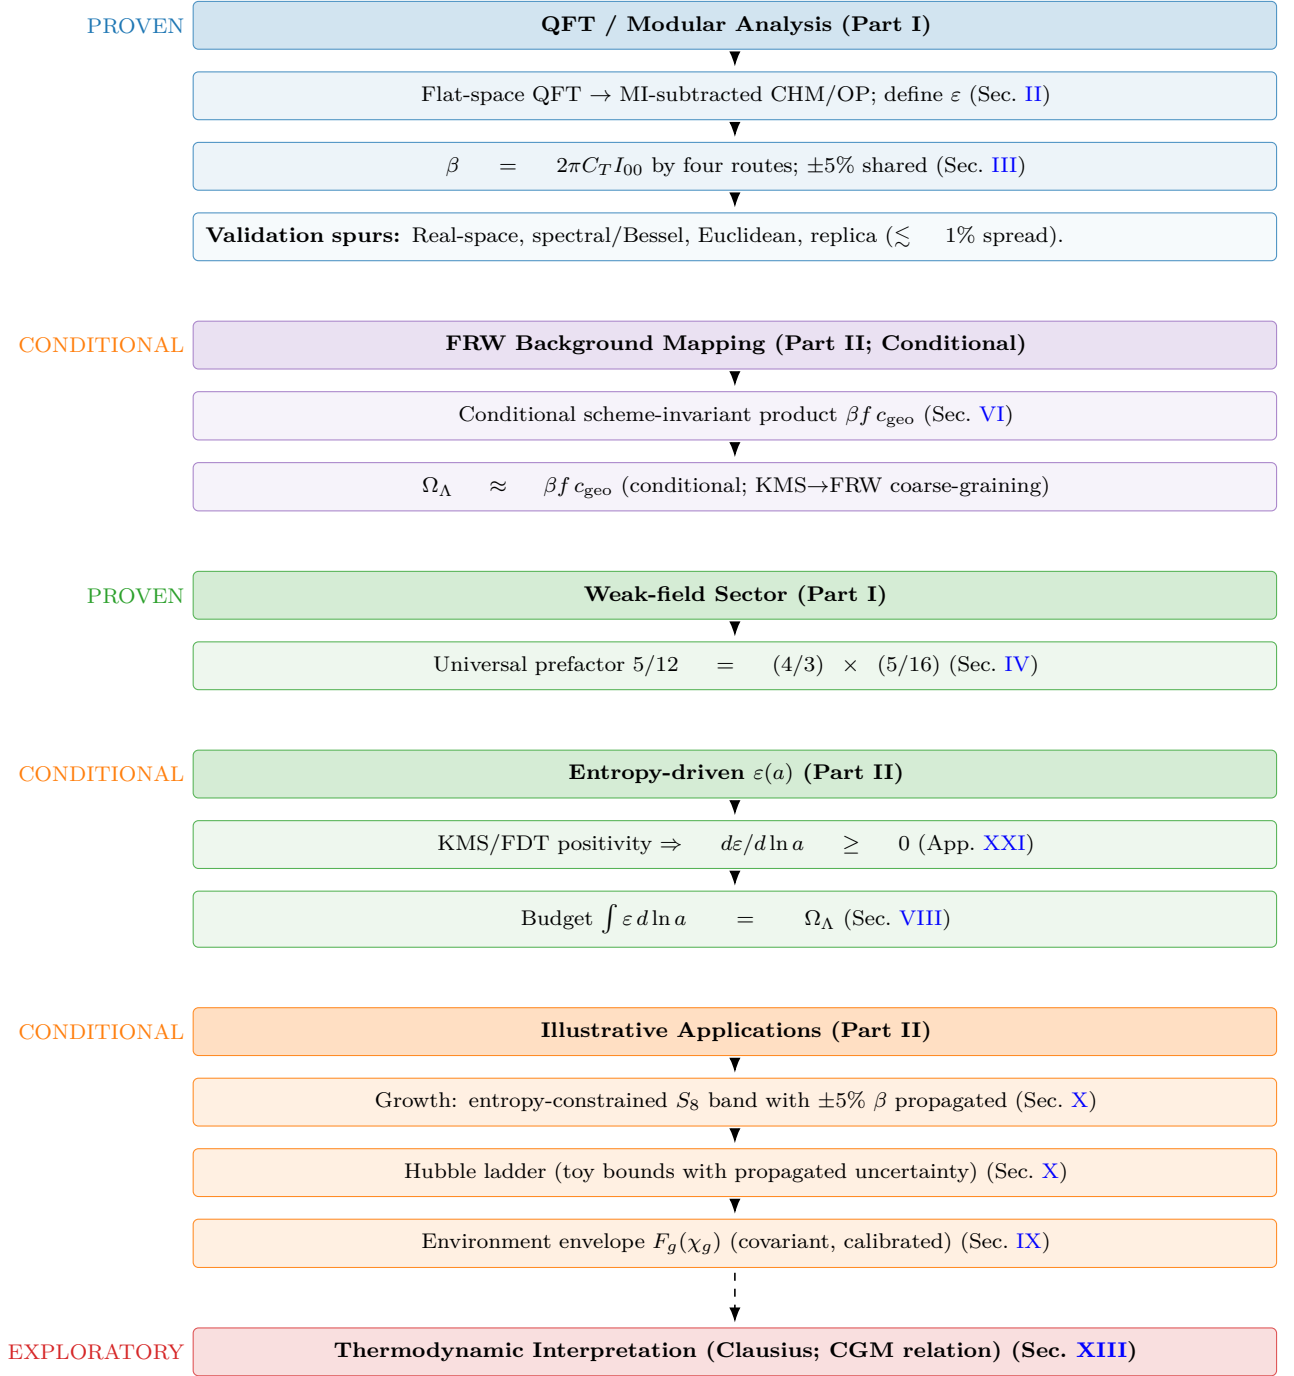 PROVEN
QFT / Modular Analysis (Part I)
Flat-space QFT → MI-subtracted CHM/OP; define ε (Sec. II)
β = 2πC_T I_00 by four routes; ±5% shared (Sec. III)
Validation spurs: Real-space, spectral/Bessel, Euclidean, replica (≲ 1% spread).
CONDITIONAL
FRW Background Mapping (Part II; Conditional)
Conditional scheme-invariant product βf c_geo (Sec. VI)
Ω_Λ ≈ βf c_geo (conditional; KMS→FRW coarse-graining)
PROVEN
Weak-field Sector (Part I)
Universal prefactor 5/12 = (4/3) × (5/16) (Sec. IV)
CONDITIONAL
Entropy-driven ε(a) (Part II)
KMS/FDT positivity ⇒ dε/d ln a ≥ 0 (App. XXI)
Budget ∫ ε d ln a = Ω_Λ (Sec. VIII)
CONDITIONAL
Illustrative Applications (Part II)
Growth: entropy-constrained S_8 band with ±5% β propagated (Sec. X)
Hubble ladder (toy bounds with propagated uncertainty) (Sec. X)
Environment envelope F_g(χ_g) (covariant, calibrated) (Sec. IX)
EXPLORATORY
Thermodynamic Interpretation (Clausius; CGM relation) (Sec. XIII)